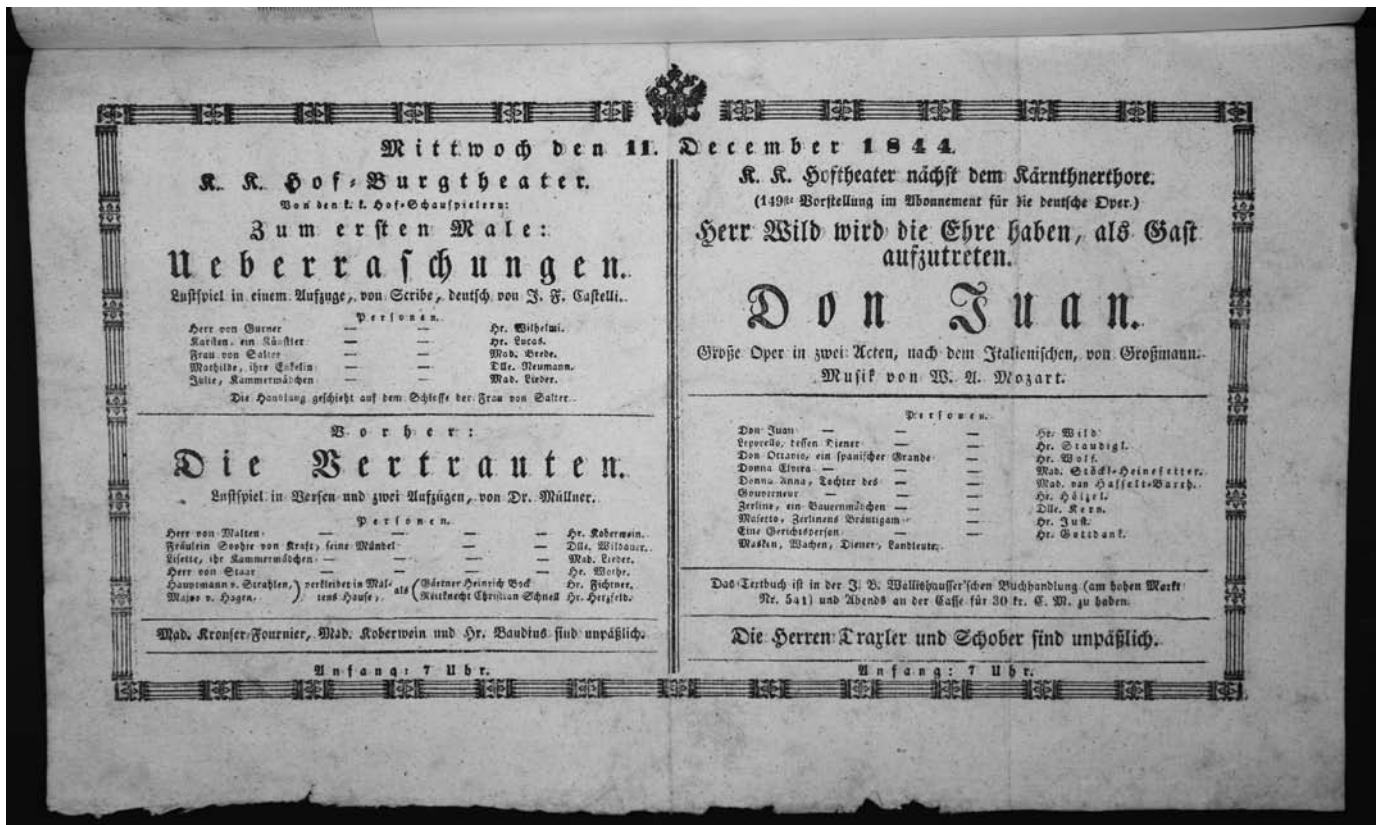 Mittwoch den 11. December 1844.
K. K. Hof-Burgtheater.
Von den k. k. Hof-Schauspielern:
Zum ersten Male:
Ueberraschungen.
Lustspiel in einem Aufzuge, von Scribe, deutsch von J. F. Castelli.
Personen.
Herr von Gurner — — Hr. Wilhelmi.
Karsten, ein Künstler — — Hr. Lucas.
Frau von Salter — — Mad. Brede.
Mathilde, ihre Enkelin — — Dlle. Neumann.
Julie, Kammermädchen — — Mad. Lieder.
Die Handlung geschieht auf dem Schlosse der Frau von Salter.
Vorher:
Die Vertrauten.
Lustspiel in Versen und zwei Aufzügen, von Dr. Müllner.
Personen.
Herr von Malten — — Hr. Koberwein.
Fräulein Sophie von Kraft, seine Mündel — — Dlle. Wildauer.
Lisette, ihr Kammermädchen — — — Mad. Lieder.
Herr von Staar — — — Hr. Wothe.
Hauptmann v. Strahlen, } verkleidet in Mal- als { Gärtner Heinrich Bock Hr. Fichtner.
Major v. Hagen, } tens Hause, { Reitknecht Christian Schnell Hr. Herzfeld.
Mad. Kronser-Fournier, Mad. Koberwein und Hr. Baudius sind unpäßlich.
Anfang: 7 Uhr.
K. K. Hoftheater nächst dem Kärnthnerthore.
(149ste Vorstellung im Abonnement für die deutsche Oper.)
Herr Wild wird die Ehre haben, als Gast
aufzutreten.
Don Juan.
Große Oper in zwei Acten, nach dem Italienischen, von Großmann.
Musik von W. A. Mozart.
Personen.
Don Juan — — — Hr. Wild
Leporello, dessen Diener — — Hr. Staudigl.
Don Ottavio, ein spanischer Grande — Hr. Wolf.
Donna Elvira — — — Mad. Stöckl-Heinefetter.
Donna Anna, Tochter des — — Mad. van Hasselt-Barth.
Gouverneur — — — Hr. Hölzel.
Zerline, ein Bauernmädchen — — Dlle. Kern.
Masetto, Zerlinens Bräutigam — — Hr. Just.
Eine Gerichtsperson — — Hr. Gottdank.
Masken, Wachen, Diener, Landleute.
Das Textbuch ist in der J. B. Wallishausser'schen Buchhandlung (am hohen Markt
Nr. 541) und Abends an der Casse für 30 kr. C. M. zu haben.
Die Herren Draxler und Schober sind unpäßlich.
Anfang: 7 Uhr.